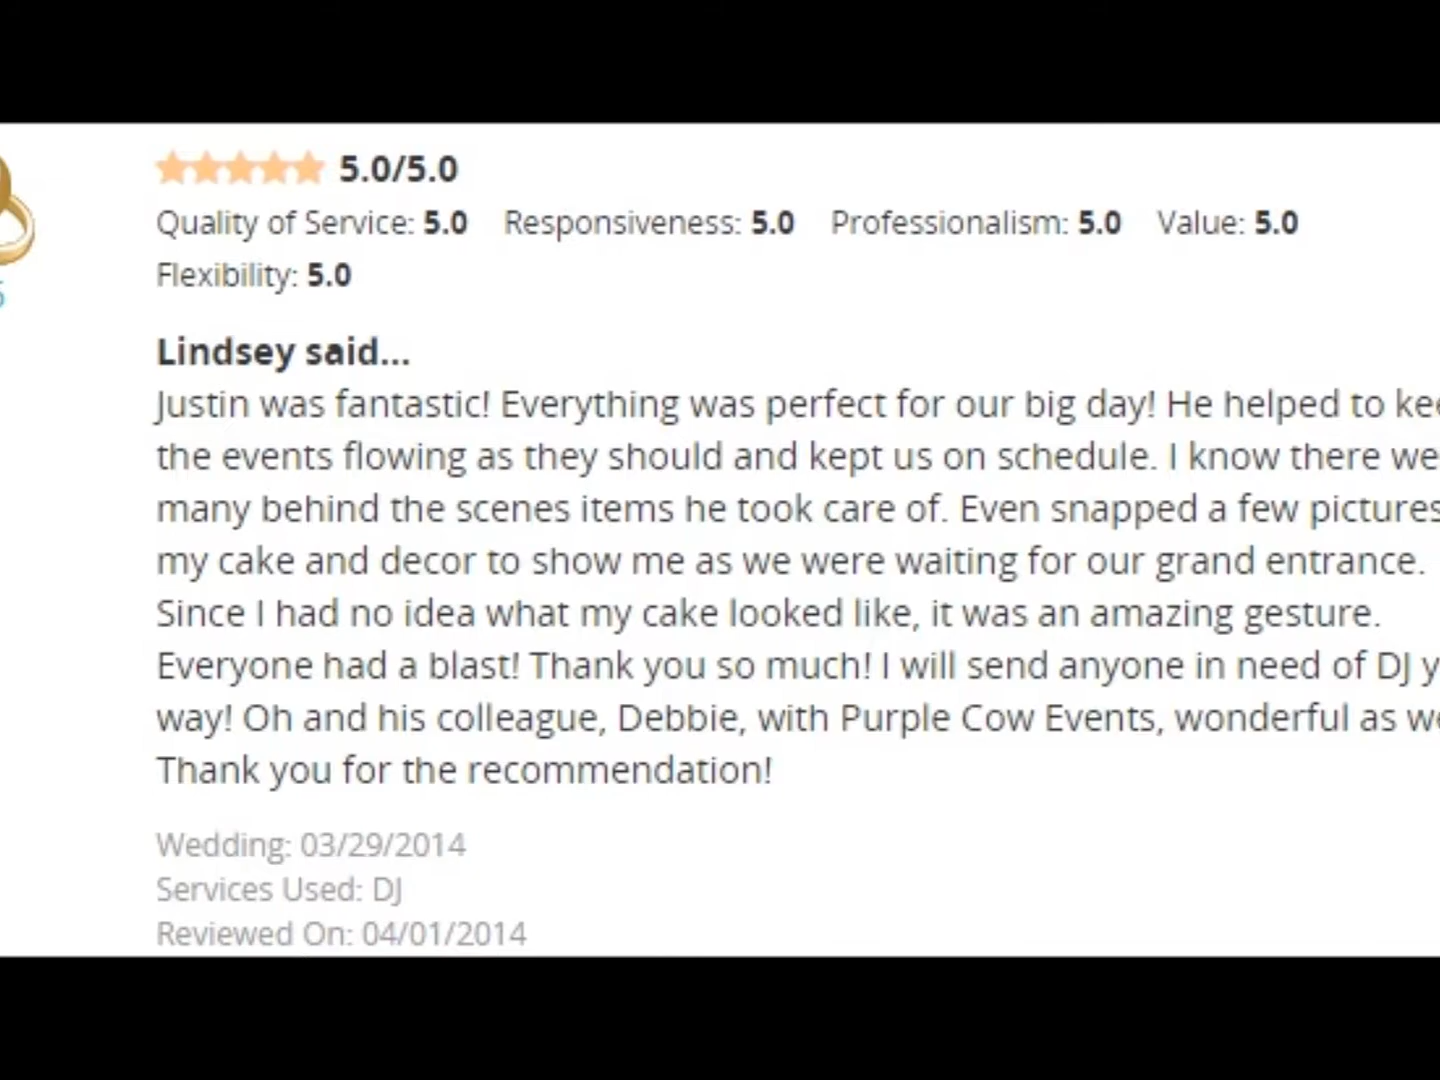 5.0/5.0
Quality of Service: 5.0 Responsiveness: 5.0 Professionalism: 5.0 Value: 5.0
Flexibility: 5.0
Lindsey said...
Justin was fantastic! Everything was perfect for our big day! He helped to
the events flowing as they should and kept us on schedule. I know there
many behind the scenes items he took care of. Even snapped a few pictures
my cake and decor to show me as we were waiting for our grand entrance.
Since I had no idea what my cake looked like, it was an amazing gesture.
Everyone had a blast! Thank you so much! I will send anyone in need of DJ
way! Oh and his colleague, Debbie, with Purple Cow Events, wonderful as
Thank you for the recommendation!
Wedding: 03/29/2014
Services Used: DJ
Reviewed On: 04/01/2014